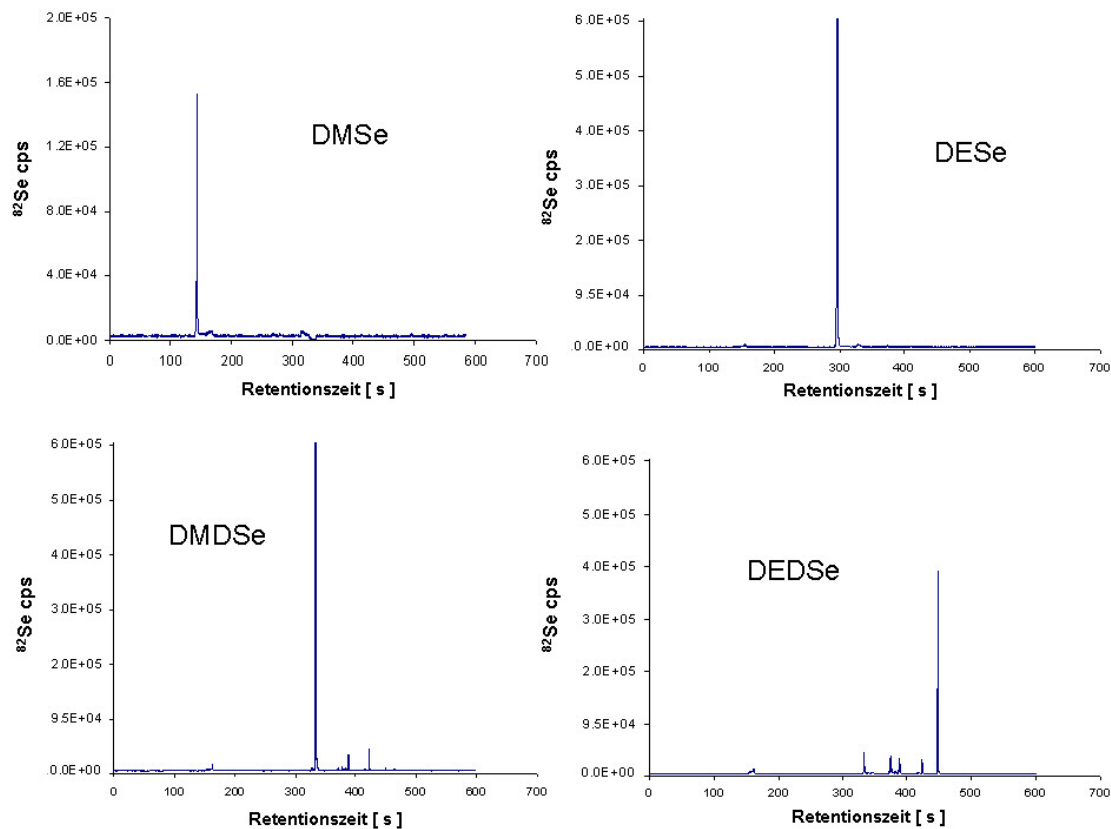 2.0E+05
1.6E+05
1.2E+05
8.0E+04
4.0E+04
0.0E+00
⁸²Se cps
DMSe
0 100 200 300 400 500 600 700
Retentionszeit [ s ]
6.0E+05
5.0E+05
4.0E+05
3.0E+05
2.0E+05
9.5E+04
.0E+00
⁸²Se cps
DESe
0 100 200 300 400 500 600 700
Retentionszeit [ s ]
6.0E+05
5.0E+05
4.0E+05
3.0E+05
2.0E+05
9.5E+04
.0E+00
⁸²Se cps
DMDSe
0 100 200 300 400 500 600 700
Retentionszeit [ s ]
6.0E+05
5.0E+05
4.0E+05
3.0E+05
2.0E+05
9.5E+04
0.0E+00
⁸²Se cps
DEDSe
0 100 200 300 400 500 600 700
Retentionszeit [ s ]